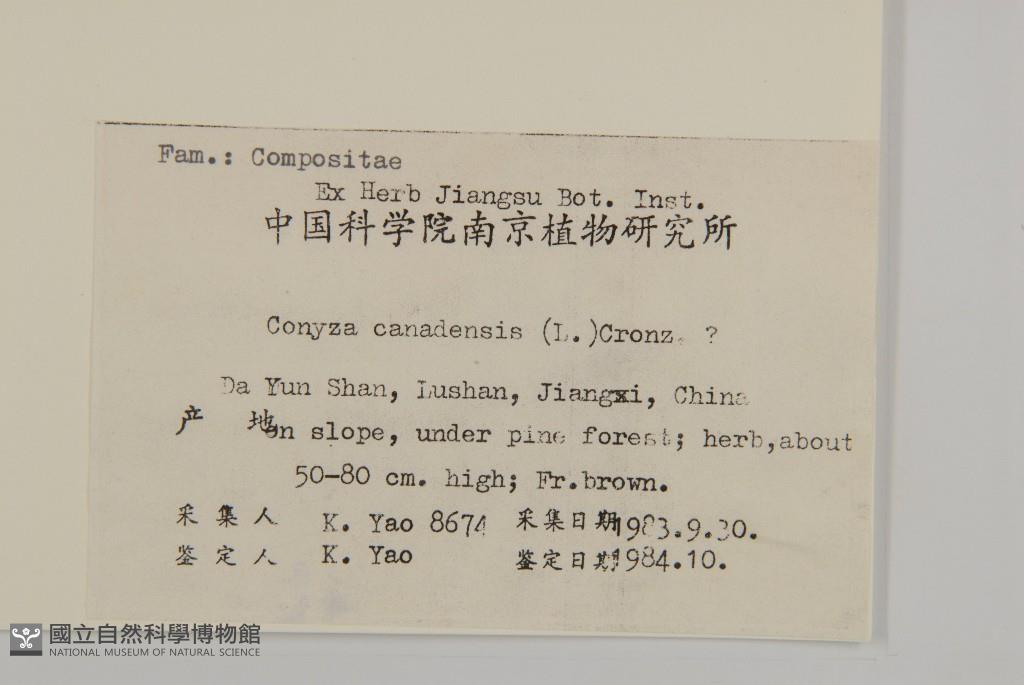 Fam.: Compositae
Ex Herb Jiangsu Bot. Inst.
中国科学院南京植物研究所
Conyza canadensis (L.)Cronz. ?
Da Yun Shan, Lushan, Jiangxi, China
产 地 on slope, under pine forest; herb,about
50-80 cm. high; Fr.brown.
采集人 K. Yao 8674 采集日期 1983.9.30.
鉴定人 K. Yao 鉴定日期 1984.10.
國立自然科學博物館
NATIONAL MUSEUM OF NATURAL SCIENCE